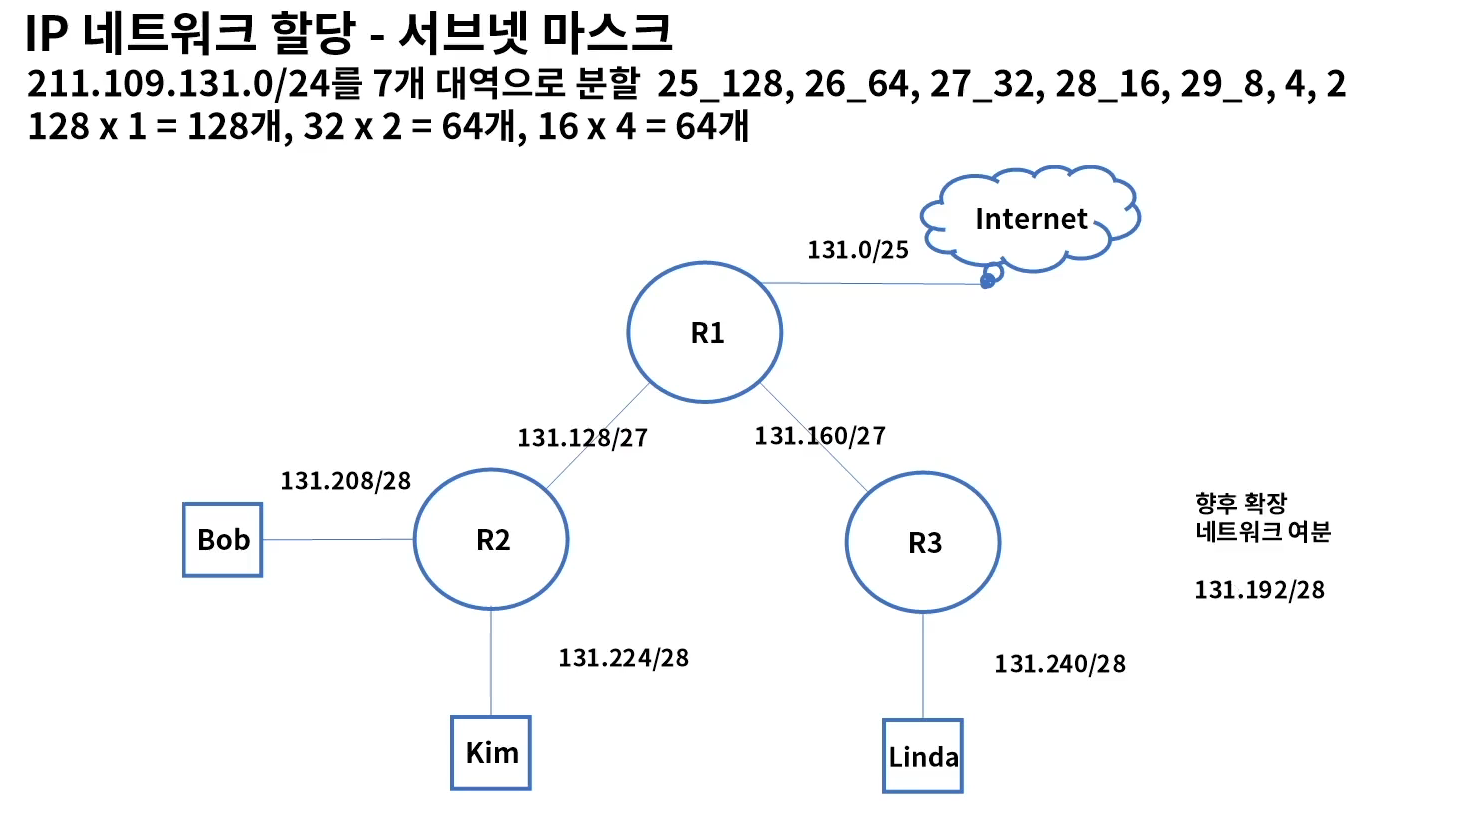 IP 네트워크 할당 - 서브넷 마스크
211.109.131.0/24를 7개 대역으로 분할 25_128, 26_64, 27_32, 28_16, 29_8, 4, 2
128 x 1 = 128개, 32 x 2 = 64개, 16 x 4 = 64개
Internet
131.0/25
R1
131.128/27
131.160/27
131.208/28
Bob
R2
R3
향후 확장
네트워크 여분
131.192/28
131.224/28
131.240/28
Kim
Linda